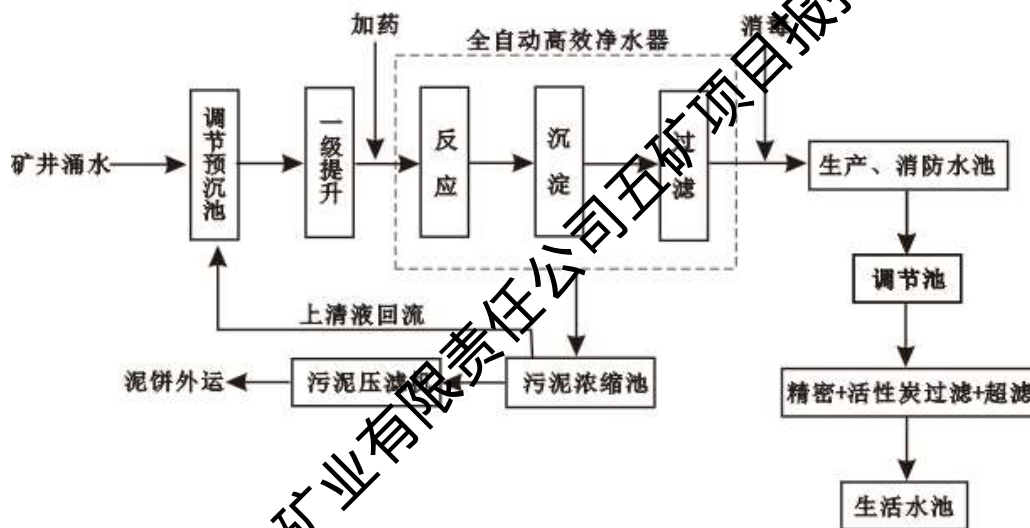 加药
消毒
全自动高效净水器
矿井涌水
调节预沉池
一级提升
反应
沉淀
过滤
生产、消防水池
调节池
上清液回流
泥饼外运
污泥压滤
污泥浓缩池
精密+活性炭过滤+超滤
生活水池
矿业有限责任公司五矿项目报